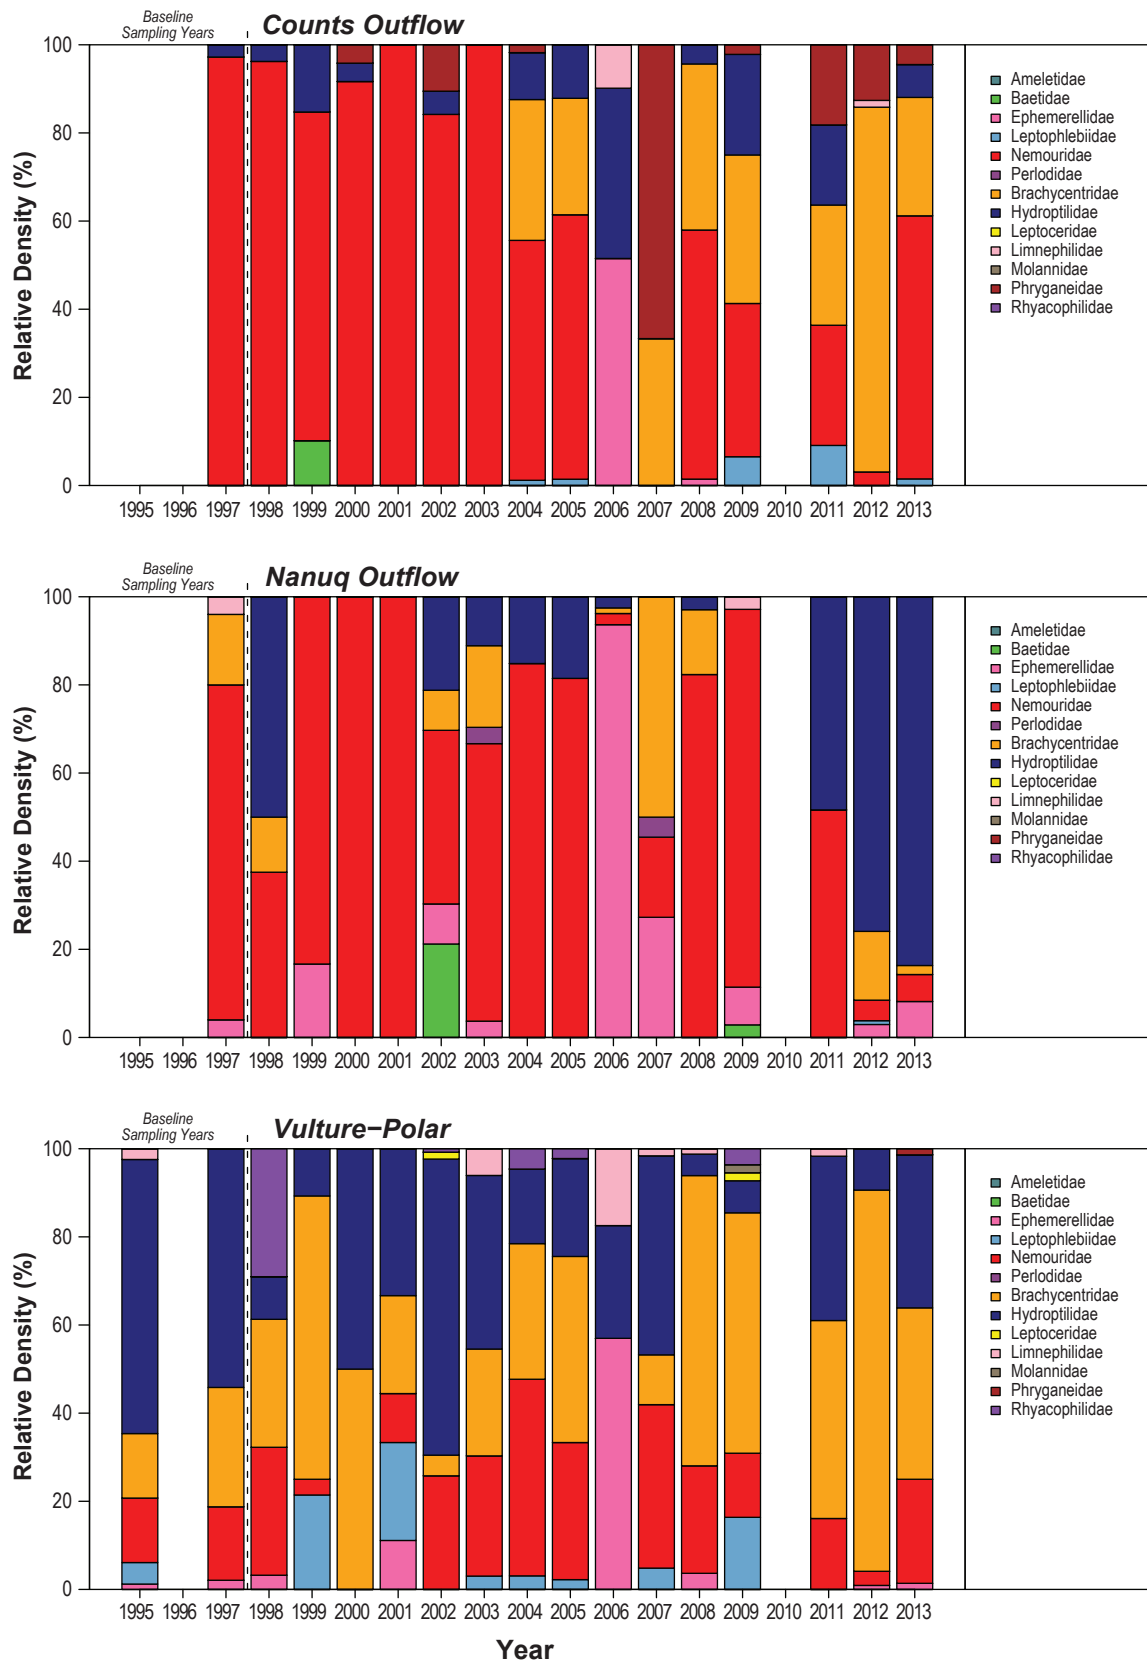 Baseline
Sampling Years
Counts Outflow
Relative Density (%)
100
80
60
40
20
0
1995 1996 1997 1998 1999 2000 2001 2002 2003 2004 2005 2006 2007 2008 2009 2010 2011 2012 2013
Ameletidae
Baetidae
Ephemerellidae
Leptophlebiidae
Nemouridae
Perlodidae
Brachycentridae
Hydroptilidae
Leptoceridae
Limnephilidae
Molannidae
Phryganeidae
Rhyacophilidae
Baseline
Sampling Years
Nanuq Outflow
Relative Density (%)
100
80
60
40
20
0
1995 1996 1997 1998 1999 2000 2001 2002 2003 2004 2005 2006 2007 2008 2009 2010 2011 2012 2013
Ameletidae
Baetidae
Ephemerellidae
Leptophlebiidae
Nemouridae
Perlodidae
Brachycentridae
Hydroptilidae
Leptoceridae
Limnephilidae
Molannidae
Phryganeidae
Rhyacophilidae
Baseline
Sampling Years
Vulture−Polar
Relative Density (%)
100
80
60
40
20
0
1995 1996 1997 1998 1999 2000 2001 2002 2003 2004 2005 2006 2007 2008 2009 2010 2011 2012 2013
Ameletidae
Baetidae
Ephemerellidae
Leptophlebiidae
Nemouridae
Perlodidae
Brachycentridae
Hydroptilidae
Leptoceridae
Limnephilidae
Molannidae
Phryganeidae
Rhyacophilidae
Year